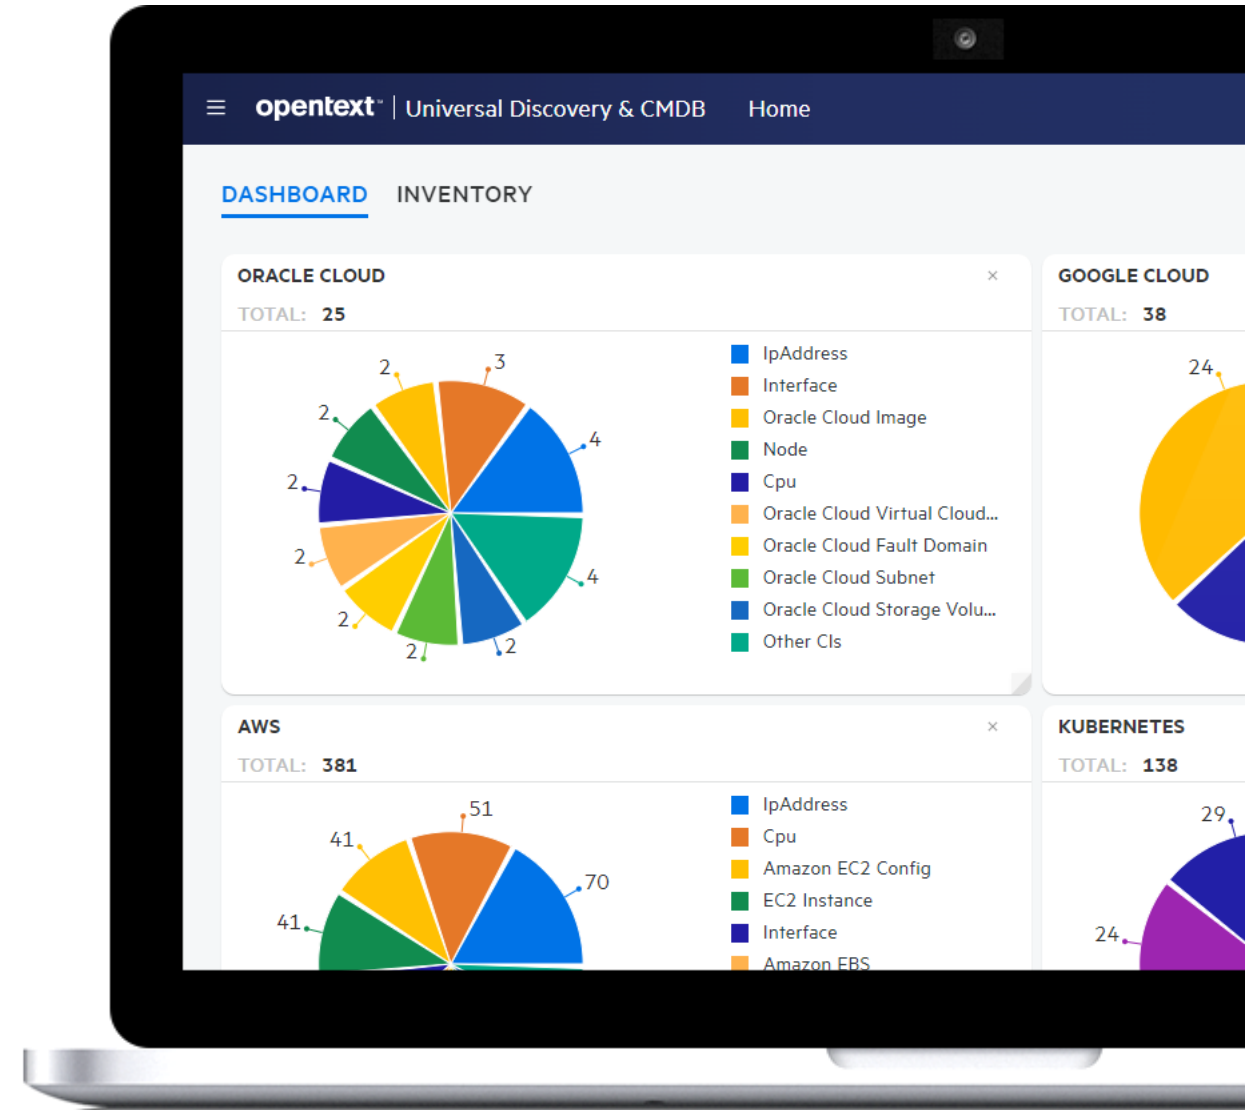 opentext™ | Universal Discovery & CMDB Home
DASHBOARD INVENTORY
ORACLE CLOUD ×
TOTAL: 25
3
2
2
4
2
2
4
2
2
2
IpAddress
Interface
Oracle Cloud Image
Node
Cpu
Oracle Cloud Virtual Cloud...
Oracle Cloud Fault Domain
Oracle Cloud Subnet
Oracle Cloud Storage Volu...
Other CIs
GOOGLE CLOUD
TOTAL: 38
24
AWS ×
TOTAL: 381
51
41
70
41
IpAddress
Cpu
Amazon EC2 Config
EC2 Instance
Interface
Amazon EBS
KUBERNETES
TOTAL: 138
29
24